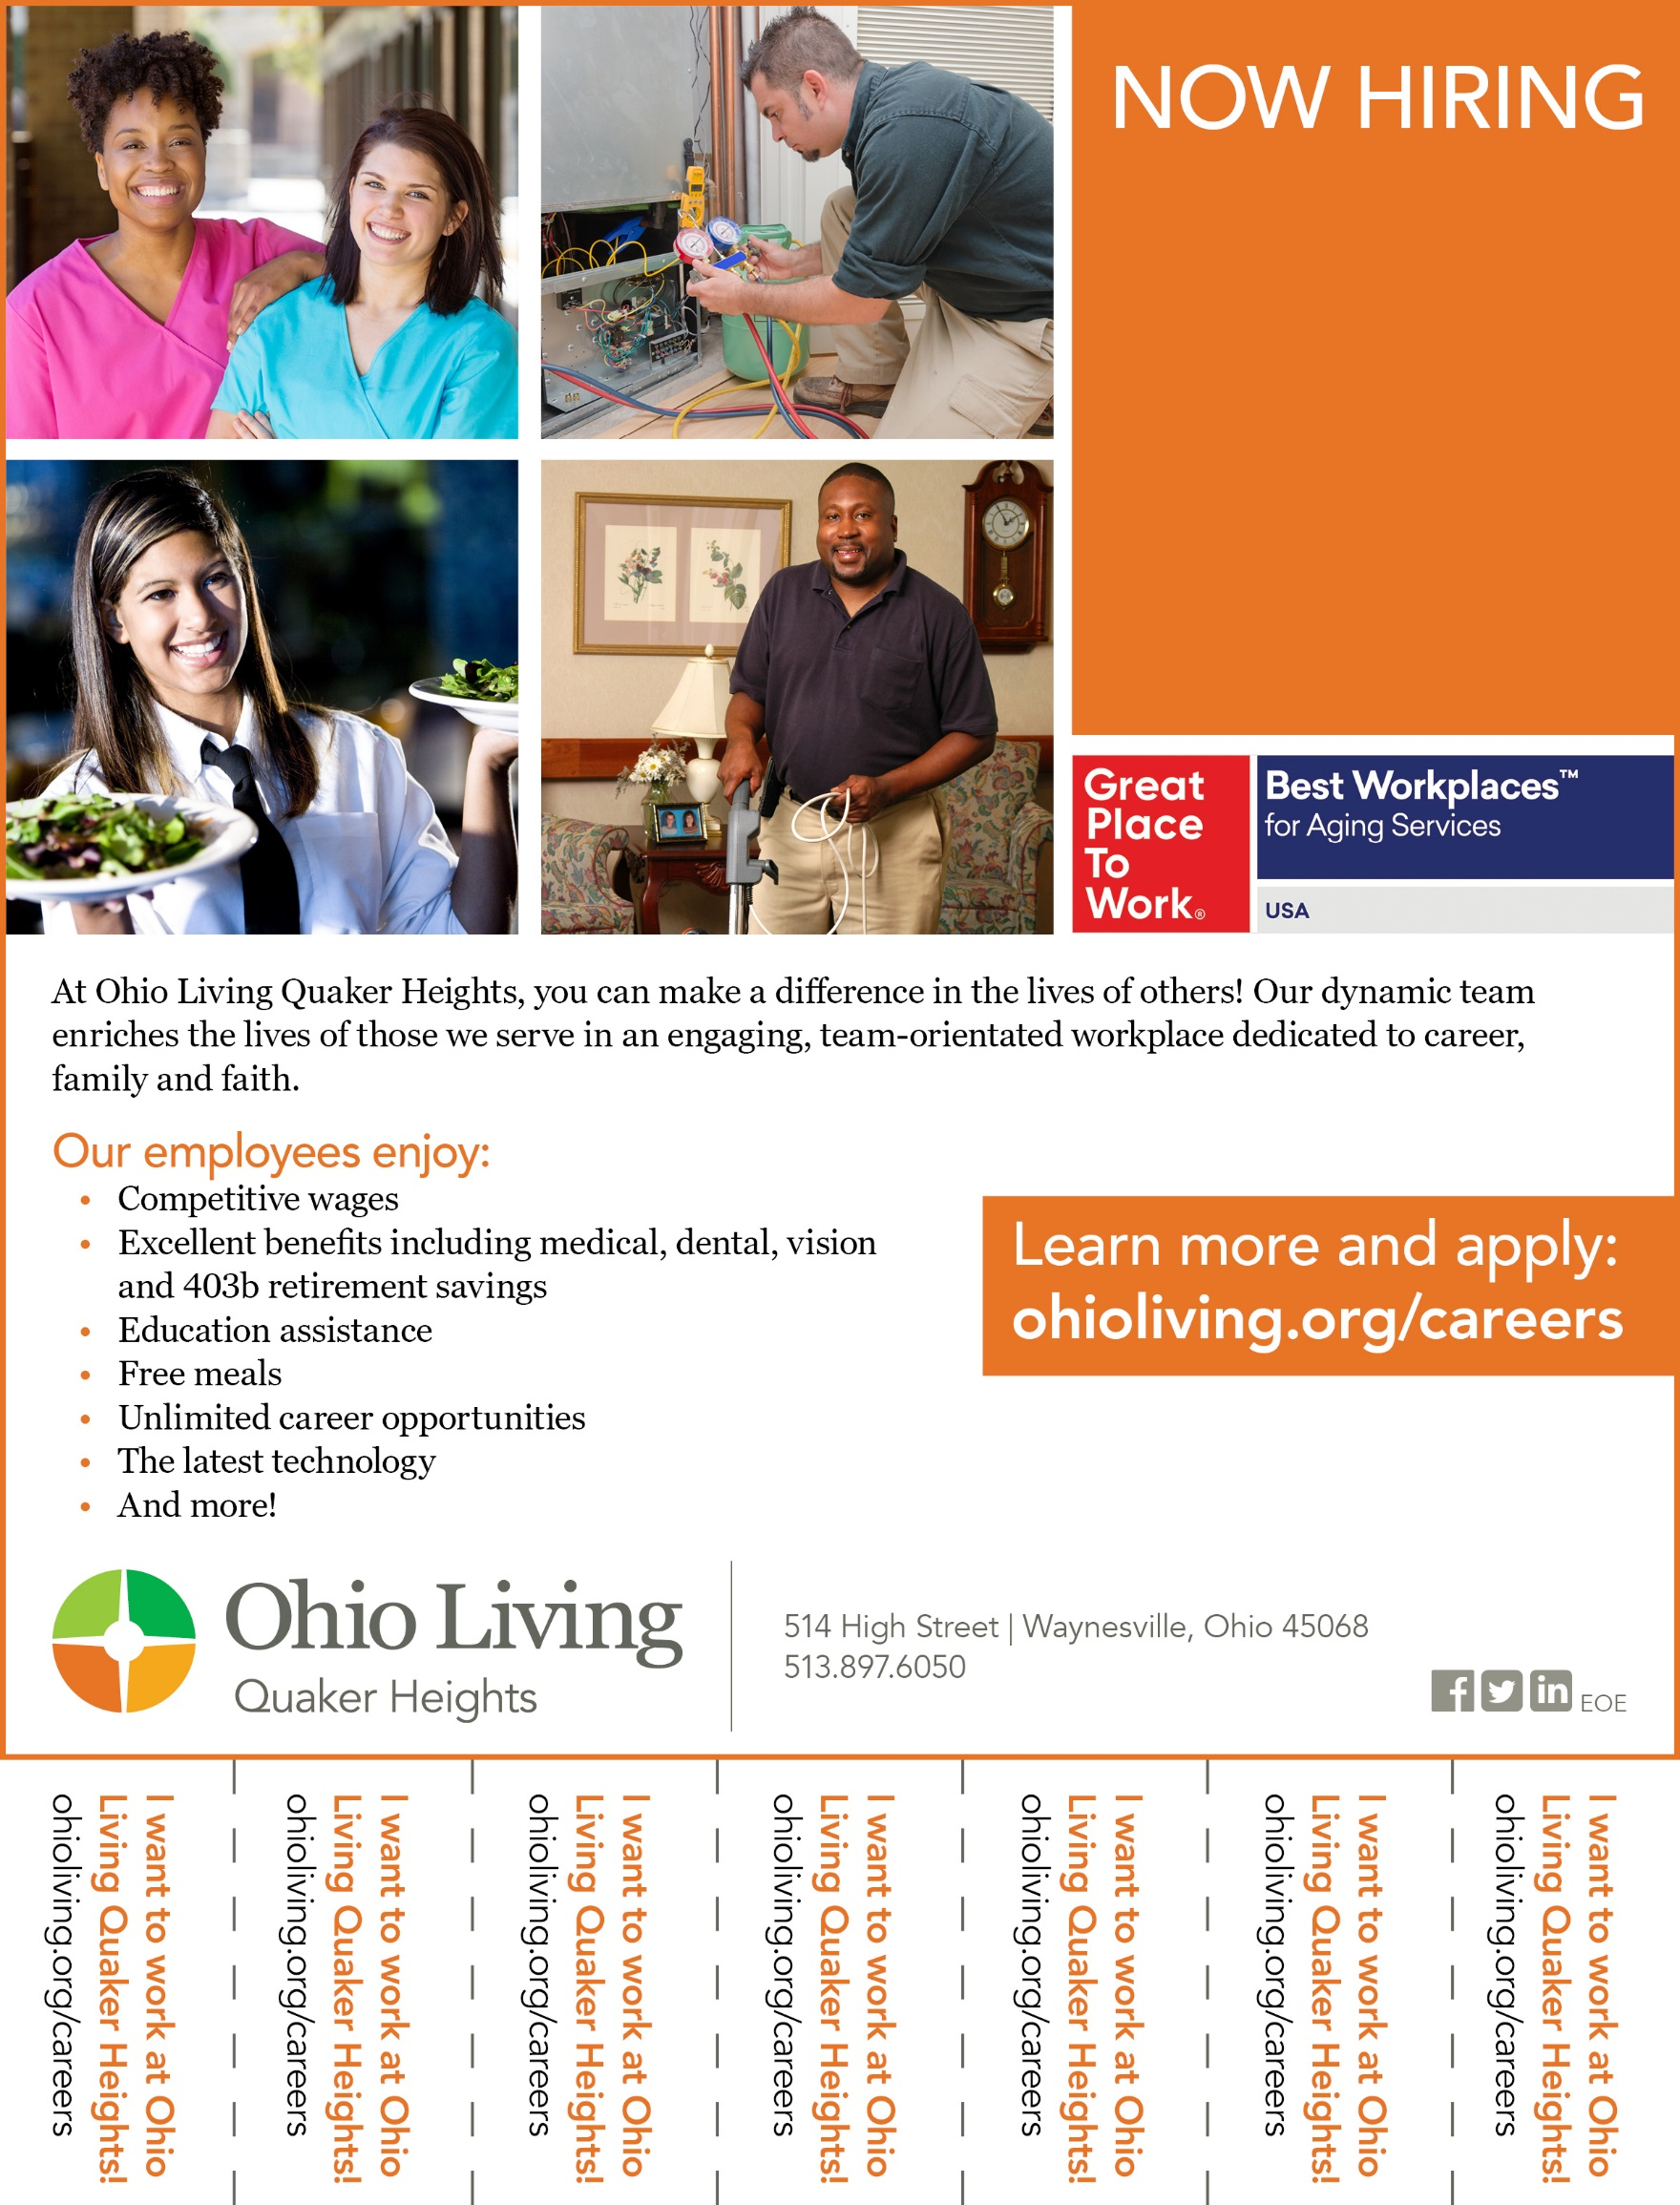 NOW HIRING
Great
Place
To
Work®
Best Workplaces™
for Aging Services
USA
At Ohio Living Quaker Heights, you can make a difference in the lives of others! Our dynamic team
enriches the lives of those we serve in an engaging, team-orientated workplace dedicated to career,
family and faith.
Our employees enjoy:
• Competitive wages
• Excellent benefits including medical, dental, vision
and 403b retirement savings
• Education assistance
• Free meals
• Unlimited career opportunities
• The latest technology
• And more!
Learn more and apply:
ohioliving.org/careers
Ohio Living
Quaker Heights
514 High Street | Waynesville, Ohio 45068
513.897.6050
EOE
I want to work at Ohio
Living Quaker Heights!
ohioliving.org/careers
I want to work at Ohio
Living Quaker Heights!
ohioliving.org/careers
I want to work at Ohio
Living Quaker Heights!
ohioliving.org/careers
I want to work at Ohio
Living Quaker Heights!
ohioliving.org/careers
I want to work at Ohio
Living Quaker Heights!
ohioliving.org/careers
I want to work at Ohio
Living Quaker Heights!
ohioliving.org/careers
I want to work at Ohio
Living Quaker Heights!
ohioliving.org/careers